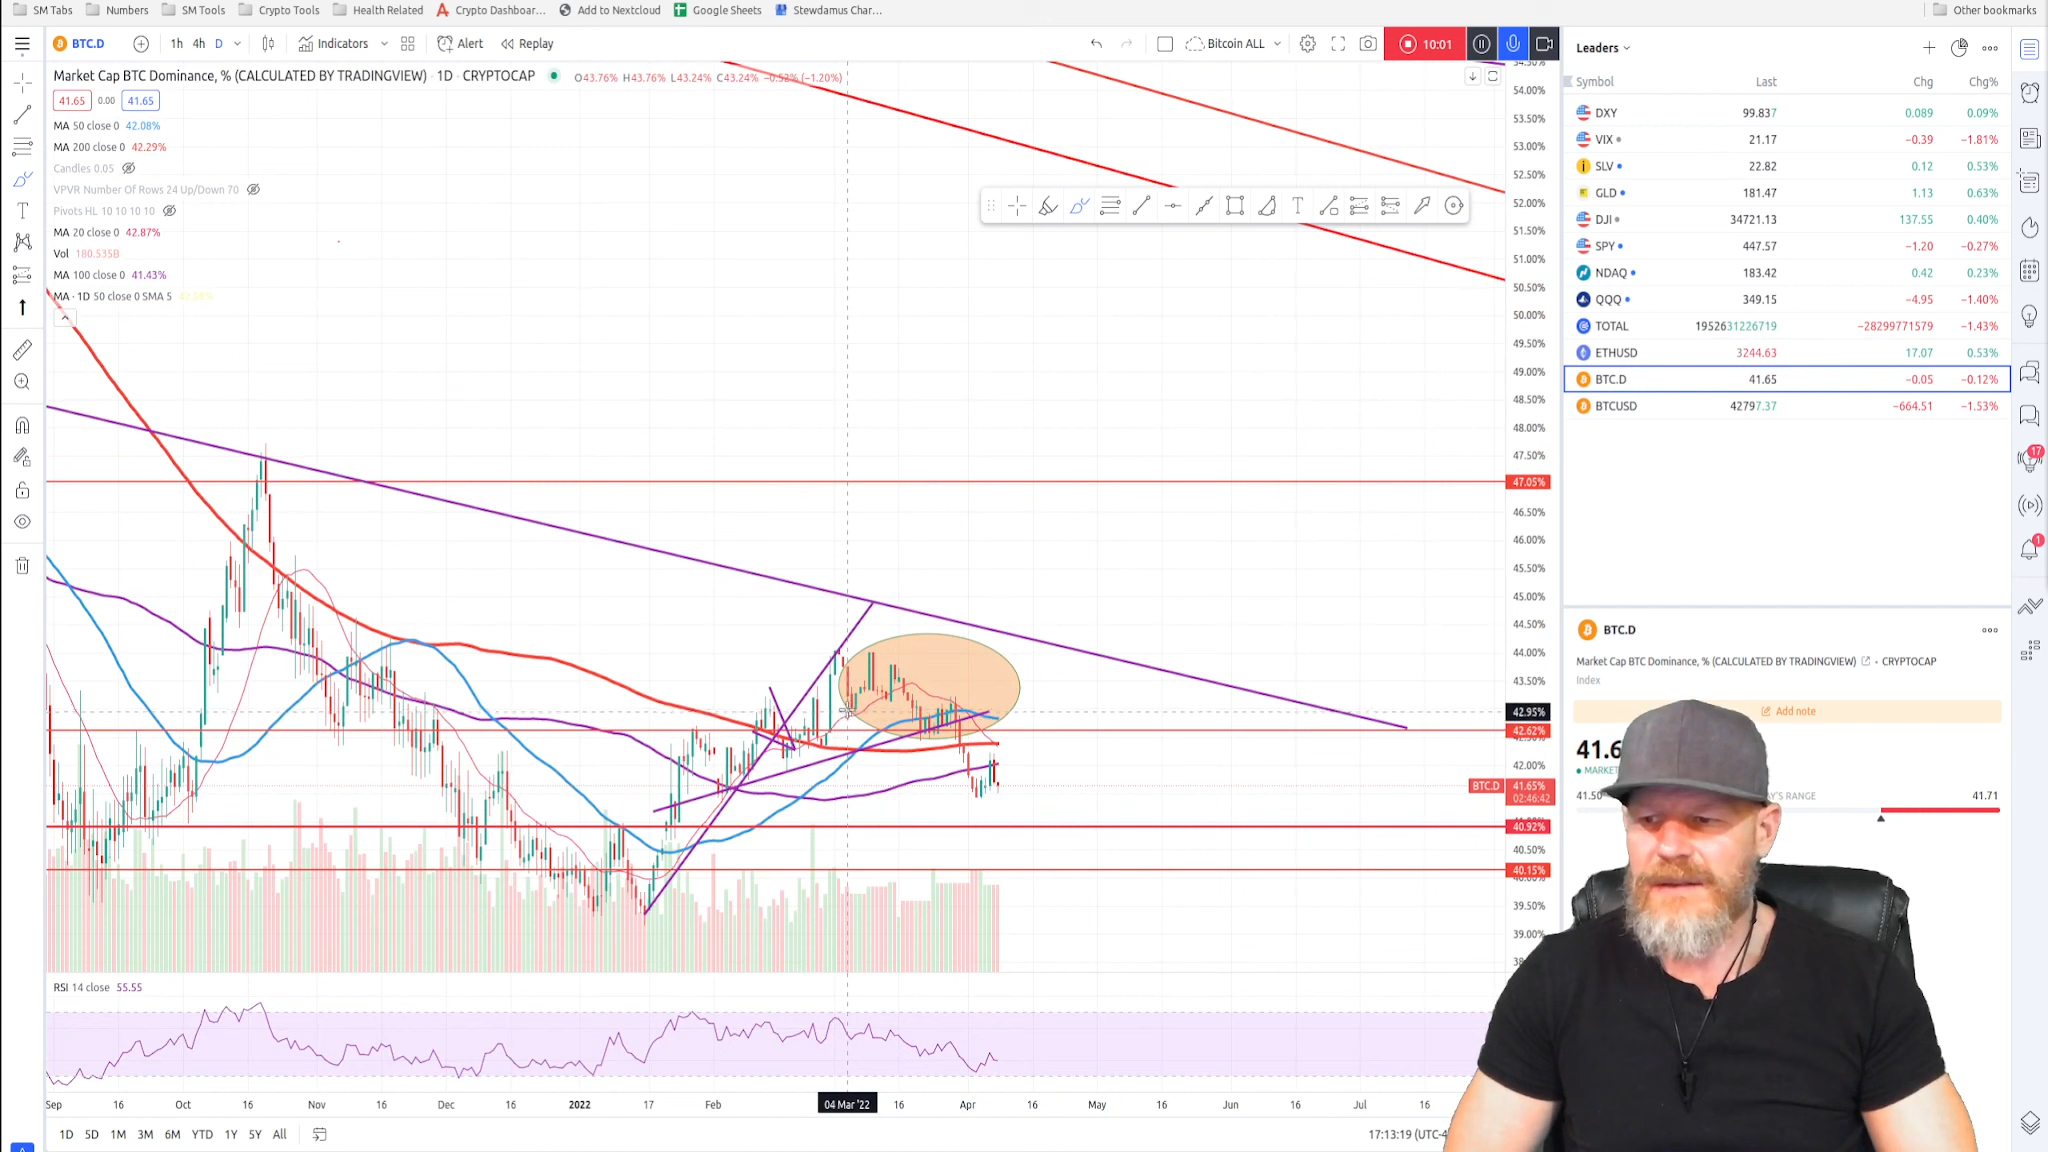 SM Tabs Numbers SM Tools Crypto Tools Health Related Crypto Dashboar... Add to Nextcloud Google Sheets Stewdamus Char... Other bookmarks
BTC.D 1h 4h D Indicators Alert Replay Bitcoin ALL 10:01
Market Cap BTC Dominance, % (CALCULATED BY TRADINGVIEW) 1D CRYPTOCAP O43.76% H43.76% L43.24% C43.24% −0.52% (−1.20%)
41.65 0.00 41.65
MA 50 close 0 42.08%
MA 200 close 0 42.29%
Candles 0.05
VPVR Number Of Rows 24 Up/Down 70
Pivots HL 10 10 10 10
MA 20 close 0 42.87%
Vol 180.535B
MA 100 close 0 41.43%
MA · 1D 50 close 0 SMA 5
54.50%
54.00%
53.50%
53.00%
52.50%
52.00%
51.50%
51.00%
50.50%
50.00%
49.50%
49.00%
48.50%
48.00%
47.50%
47.05%
46.50%
46.00%
45.50%
45.00%
44.50%
44.00%
43.50%
42.95%
42.62%
42.00%
BTC.D 41.65%
02:46:42
40.92%
40.50%
40.15%
39.50%
39.00%
RSI 14 close 55.55
Sep 16 Oct 16 Nov 16 Dec 16 2022 17 Feb 04 Mar '22 16 Apr 16 May 16 Jun 16 Jul 16
1D 5D 1M 3M 6M YTD 1Y 5Y All 17:13:19 (UTC-4
Leaders
Symbol Last Chg Chg%
DXY 99.837 0.089 0.09%
VIX 21.17 −0.39 −1.81%
SLV 22.82 0.12 0.53%
GLD 181.47 1.13 0.63%
DJI 34721.13 137.55 0.40%
SPY 447.57 −1.20 −0.27%
NDAQ 183.42 0.42 0.23%
QQQ 349.15 −4.95 −1.40%
TOTAL 1952631226719 −28299771579 −1.43%
ETHUSD 3244.63 17.07 0.53%
BTC.D 41.65 −0.05 −0.12%
BTCUSD 42797.37 −664.51 −1.53%
17
1
BTC.D
Market Cap BTC Dominance, % (CALCULATED BY TRADINGVIEW) • CRYPTOCAP
Index
Add note
41.6
MARKET
41.50 'S RANGE 41.71